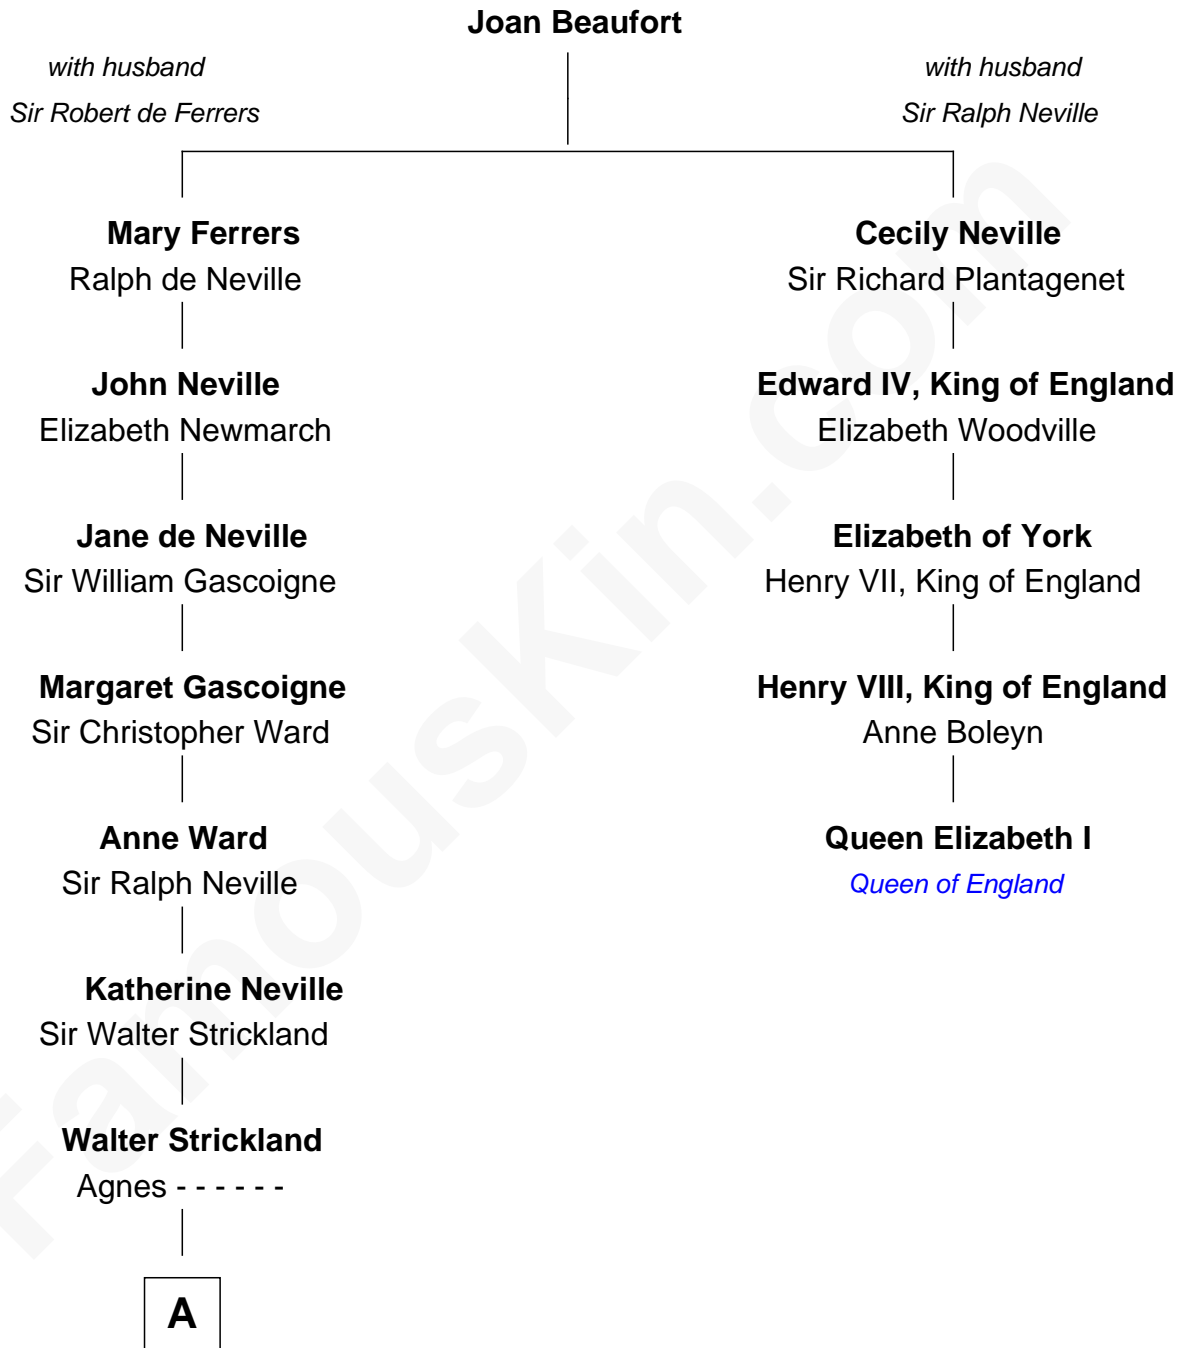 Joan Beaufort
with husband
Sir Robert de Ferrers
with husband
Sir Ralph Neville
Mary Ferrers
Ralph de Neville
John Neville
Elizabeth Newmarch
Jane de Neville
Sir William Gascoigne
Margaret Gascoigne
Sir Christopher Ward
Anne Ward
Sir Ralph Neville
Katherine Neville
Sir Walter Strickland
Walter Strickland
Agnes - - - - - -
A
Cecily Neville
Sir Richard Plantagenet
Edward IV, King of England
Elizabeth Woodville
Elizabeth of York
Henry VII, King of England
Henry VIII, King of England
Anne Boleyn
Queen Elizabeth I
Queen of England
FamousKin.com